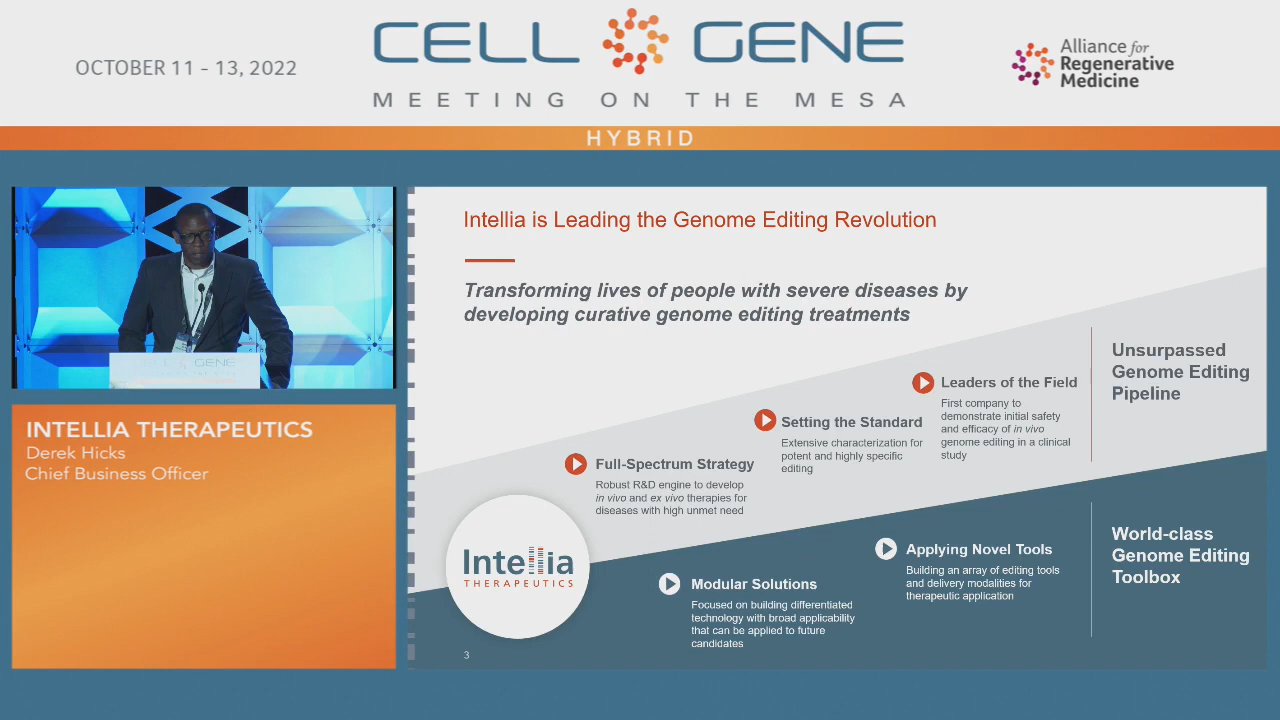 OCTOBER 11 - 13, 2022
CELL GENE
MEETING ON THE MESA
Alliance for
Regenerative
Medicine
HYBRID
CELL GENE
INTELLIA THERAPEUTICS
Derek Hicks
Chief Business Officer
Intellia is Leading the Genome Editing Revolution
Transforming lives of people with severe diseases by
developing curative genome editing treatments
Unsurpassed
Genome Editing
Pipeline
Leaders of the Field
First company to
demonstrate initial safety
and efficacy of in vivo
genome editing in a clinical
study
Setting the Standard
Extensive characterization for
potent and highly specific
editing
Full-Spectrum Strategy
Robust R&D engine to develop
in vivo and ex vivo therapies for
diseases with high unmet need
Intellia
THERAPEUTICS
World-class
Genome Editing
Toolbox
Applying Novel Tools
Building an array of editing tools
and delivery modalities for
therapeutic application
Modular Solutions
Focused on building differentiated
technology with broad applicability
that can be applied to future
candidates
3